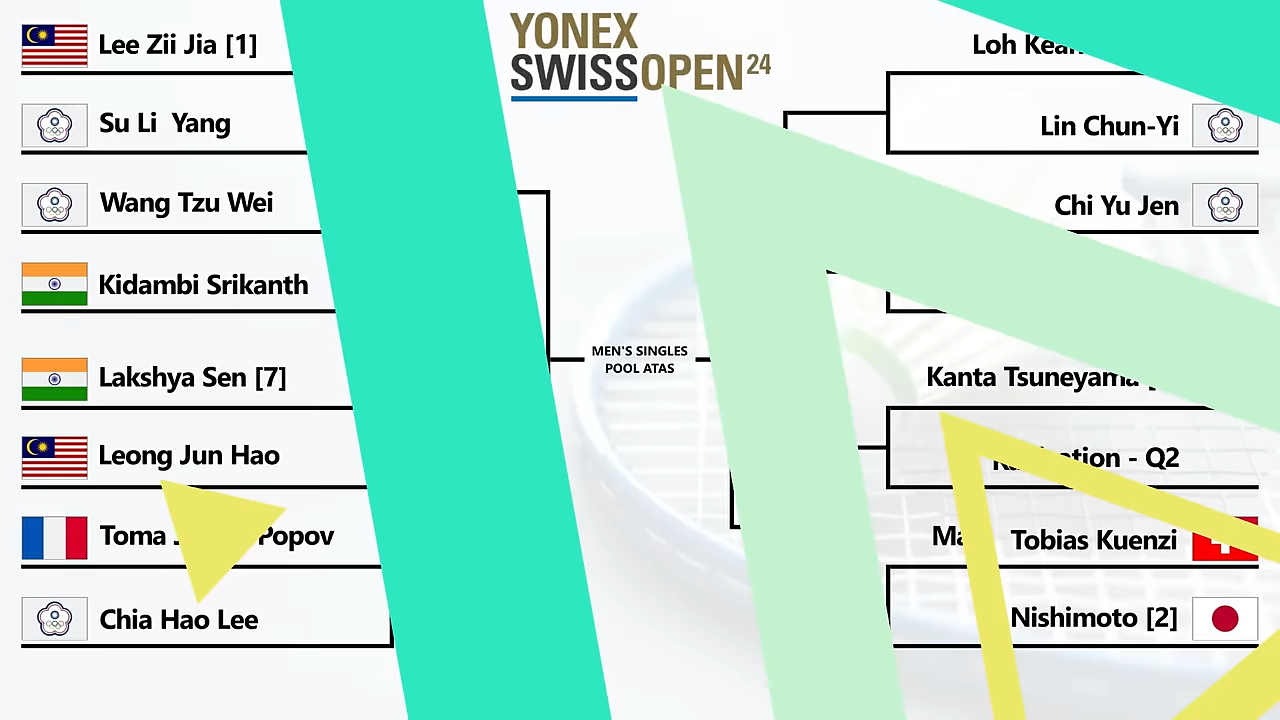 YONEX
SWISSOPEN24
Lee Zii Jia [1]
Su Li Yang
Wang Tzu Wei
Kidambi Srikanth
Lakshya Sen [7]
Leong Jun Hao
Toma Popov
Chia Hao Lee
MEN'S SINGLES
POOL ATAS
Loh
Lin Chun-Yi
Chi Yu Jen
Kanta Tsuneyama
- Q2
Tobias Kuenzi
Nishimoto [2]